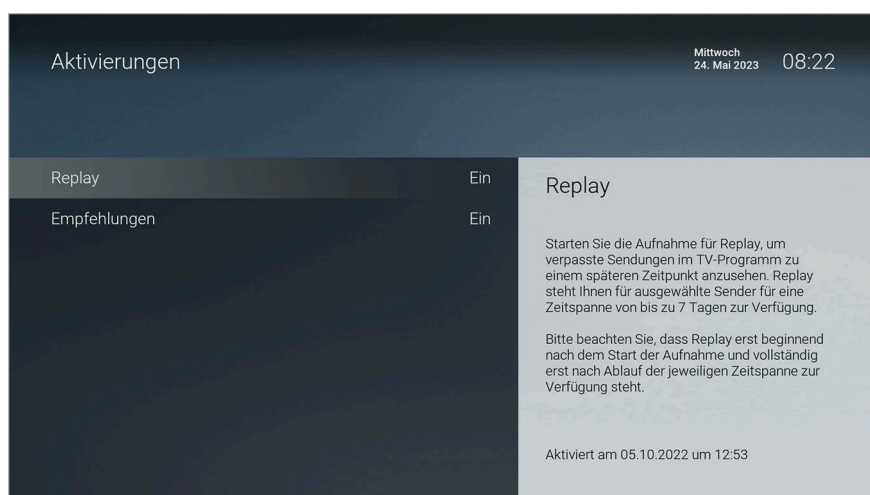 Aktivierungen
Mittwoch
24. Mai 2023
08:22
Replay Ein
Empfehlungen Ein
Replay
Starten Sie die Aufnahme für Replay, um
verpasste Sendungen im TV-Programm zu
einem späteren Zeitpunkt anzusehen. Replay
steht Ihnen für ausgewählte Sender für eine
Zeitspanne von bis zu 7 Tagen zur Verfügung.
Bitte beachten Sie, dass Replay erst beginnend
nach dem Start der Aufnahme und vollständig
erst nach Ablauf der jeweiligen Zeitspanne zur
Verfügung steht.
Aktiviert am 05.10.2022 um 12:53